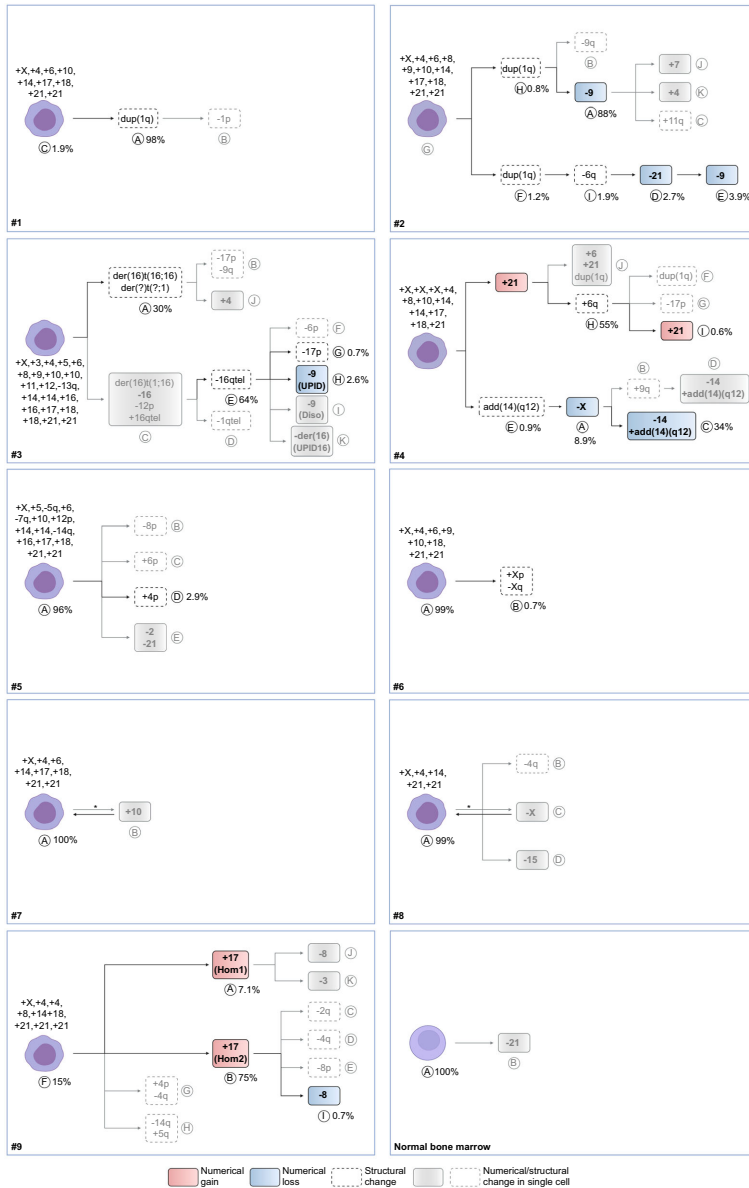 +X,+4,+6,+10,
+14,+17,+18,
+21,+21
Ⓒ 1.9%
dup(1q)
Ⓐ 98%
-1p
Ⓑ
#1
+X,+4,+6,+8,
+9,+10,+14,
+17,+18,
+21,+21
Ⓖ
dup(1q)
Ⓗ 0.8%
-9q
Ⓑ
-9
Ⓐ 88%
+7
Ⓙ
+4
Ⓚ
+11q
Ⓒ
dup(1q)
Ⓕ 1.2%
-6q
Ⓘ 1.9%
-21
Ⓓ 2.7%
-9
Ⓔ 3.9%
#2
+X,+3,+4,+5,+6,
+8,+9,+10,+10,
+11,+12,-13q,
+14,+14,+16,
+16,+17,+18,
+18,+21,+21
der(16)t(16;16)
der(?)t(?;1)
Ⓐ 30%
-17p
-9q
Ⓑ
+4
Ⓙ
der(16)t(1;16)
-16
-12p
+16qtel
Ⓒ
-16qtel
Ⓔ 64%
-1qtel
Ⓓ
-6p
Ⓕ
-17p
Ⓖ 0.7%
-9
(UPID)
Ⓗ 2.6%
-9
(Diso)
Ⓘ
-der(16)
(UPID16)
Ⓚ
#3
+X,+X,+X,+4,
+8,+10,+14,
+14,+17,
+18,+21
+21
+6
+21
dup(1q)
Ⓙ
+6q
Ⓗ 55%
dup(1q)
Ⓕ
-17p
Ⓖ
+21
Ⓘ 0.6%
add(14)(q12)
Ⓔ 0.9%
-X
Ⓐ
8.9%
Ⓑ
+9q
Ⓓ
-14
+add(14)(q12)
-14
+add(14)(q12)
Ⓒ 34%
#4
+X,+5,-5q,+6,
-7q,+10,+12p,
+14,+14,-14q,
+16,+17,+18,
+21,+21
Ⓐ 96%
-8p
Ⓑ
+6p
Ⓒ
+4p
Ⓓ 2.9%
-2
-21
Ⓔ
#5
+X,+4,+6,+9,
+10,+18,
+21,+21
Ⓐ 99%
+Xp
-Xq
Ⓑ 0.7%
#6
+X,+4,+6,
+14,+17,+18,
+21,+21
Ⓐ 100%
*
+10
Ⓑ
#7
+X,+4,+14,
+21,+21
Ⓐ 99%
*
-4q
Ⓑ
-X
Ⓒ
-15
Ⓓ
#8
+X,+4,+4,
+8,+14+18,
+21,+21,+21
Ⓕ 15%
+17
(Hom1)
Ⓐ 7.1%
-8
Ⓙ
-3
Ⓚ
+17
(Hom2)
Ⓑ 75%
-2q
Ⓒ
-4q
Ⓓ
-8p
Ⓔ
-8
Ⓘ 0.7%
+4p
-4q
Ⓖ
-14q
+5q
Ⓗ
#9
Ⓐ 100%
-21
Ⓑ
Normal bone marrow
Numerical
gain
Numerical
loss
Structural
change
Numerical/structural
change in single cell